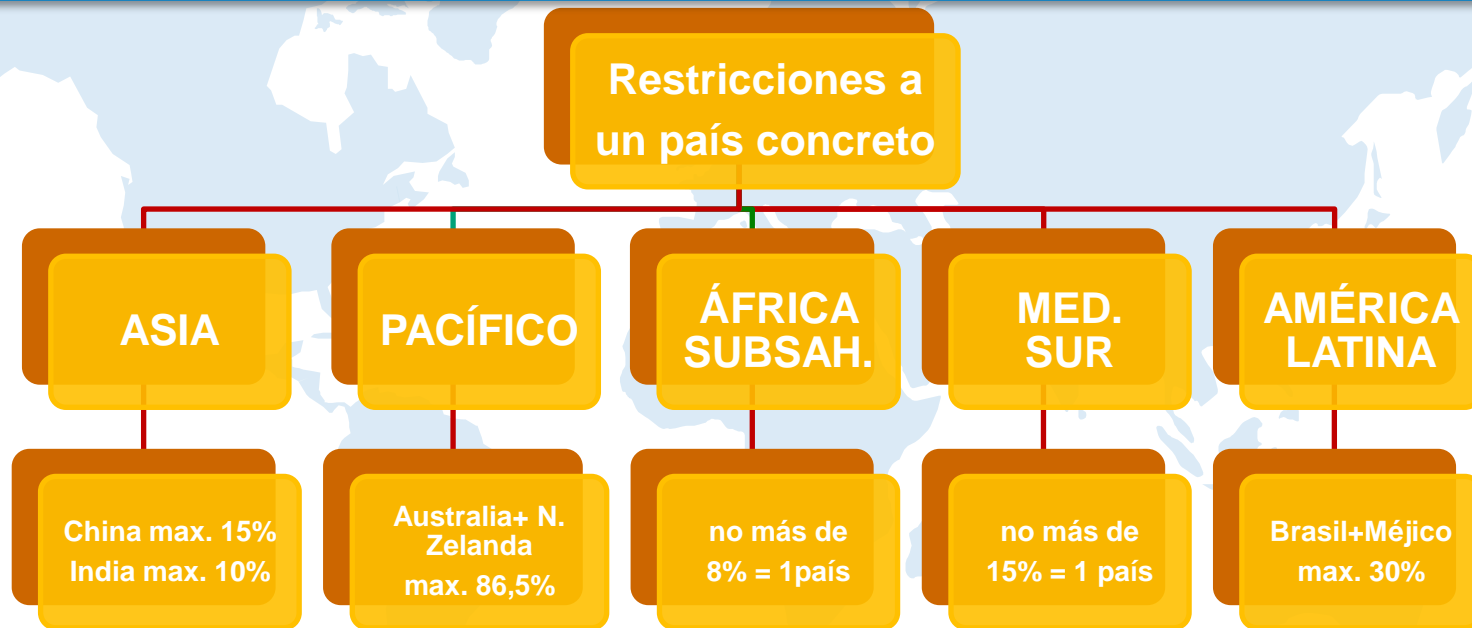 Restricciones a
un país concreto
ASIA
PACÍFICO
ÁFRICA
SUBSAH.
MED.
SUR
AMÉRICA
LATINA
China max. 15%
India max. 10%
Australia+ N.
Zelanda
max. 86,5%
no más de
8% = 1país
no más de
15% = 1 país
Brasil+Méjico
max. 30%